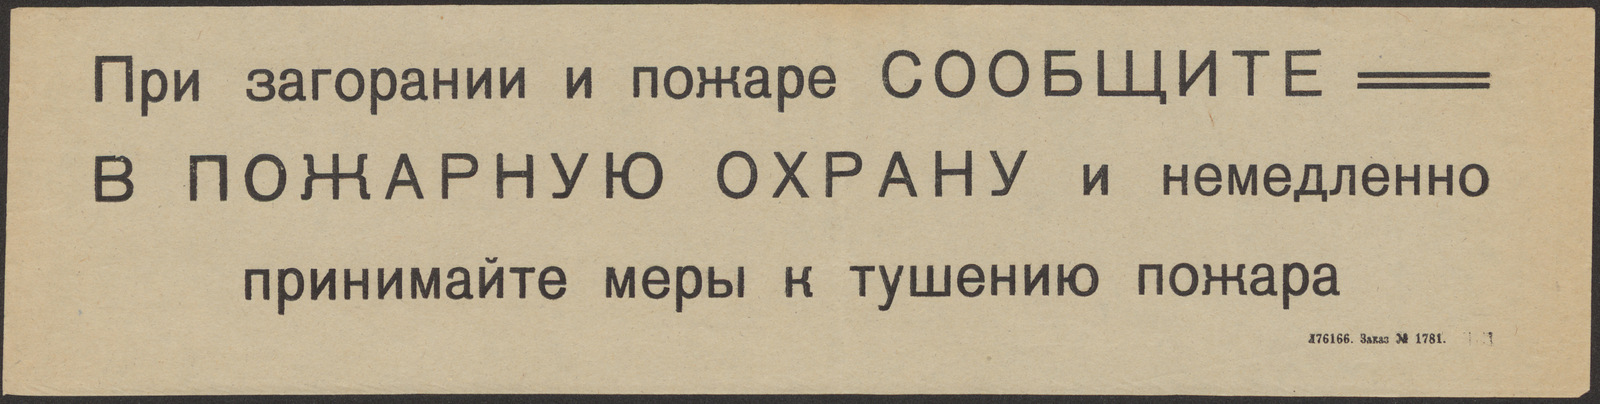 При загорании и пожаре СООБЩИТЕ
В ПОЖАРНУЮ ОХРАНУ и немедленно
принимайте меры к тушению пожара
Л76166. Заказ № 1781.